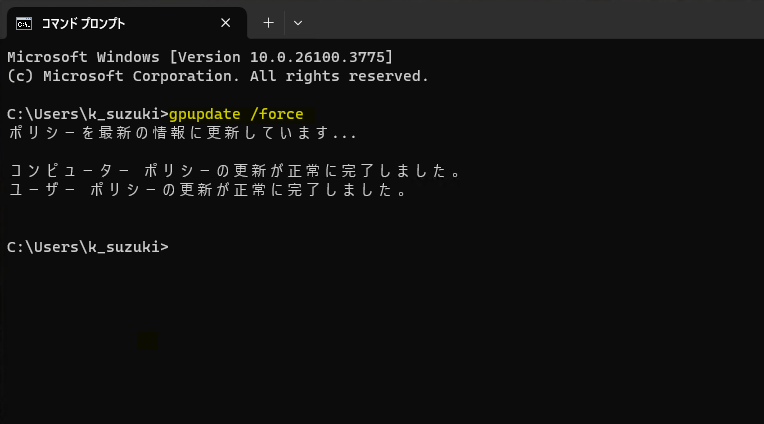 コマンド プロンプト
Microsoft Windows [Version 10.0.26100.3775]
(c) Microsoft Corporation. All rights reserved.
C:\Users\k_suzuki>gpupdate /force
ポリシーを最新の情報に更新しています...
コンピューター ポリシーの更新が正常に完了しました。
ユーザー ポリシーの更新が正常に完了しました。
C:\Users\k_suzuki>